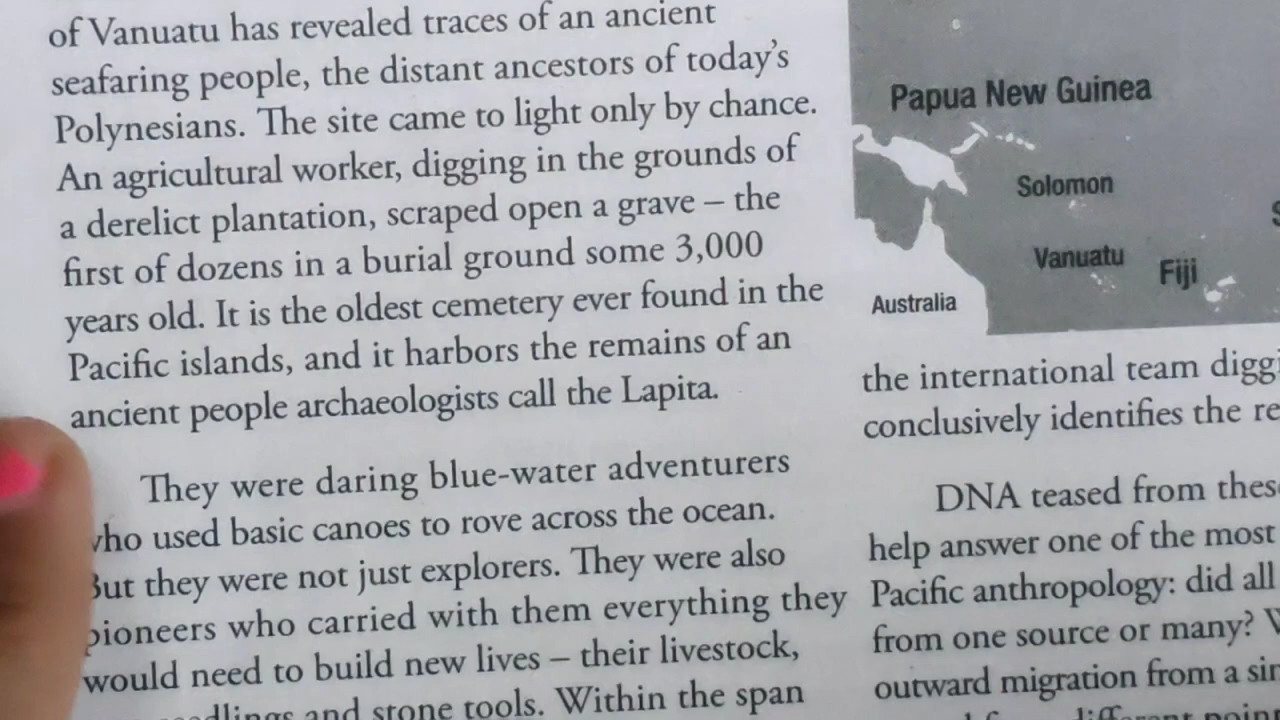 of Vanuatu has revealed traces of an ancient
seafaring people, the distant ancestors of today's
Polynesians. The site came to light only by chance.
An agricultural worker, digging in the grounds of
a derelict plantation, scraped open a grave – the
first of dozens in a burial ground some 3,000
years old. It is the oldest cemetery ever found in the
Pacific islands, and it harbors the remains of an
ancient people archaeologists call the Lapita.
They were daring blue-water adventurers
who used basic canoes to rove across the ocean.
But they were not just explorers. They were also
pioneers who carried with them everything they
would need to build new lives – their livestock,
and stone tools. Within the span
Papua New Guinea
Solomon
Vanuatu
Fiji
Australia
the international team
conclusively identifies the
DNA teased from
help answer one of the most
Pacific anthropology: did all
from one source or many?
outward migration from a